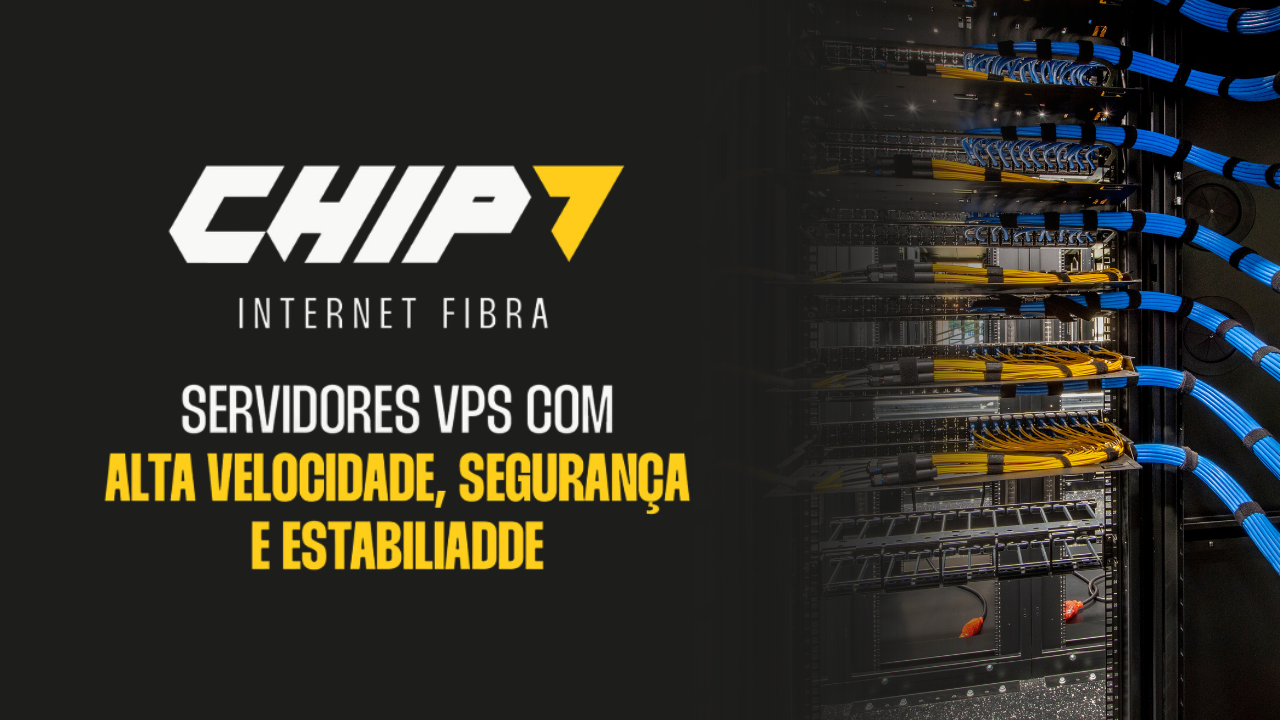 CHIP7
INTERNET FIBRA
SERVIDORES VPS COM
ALTA VELOCIDADE, SEGURANÇA
E ESTABILIADDE